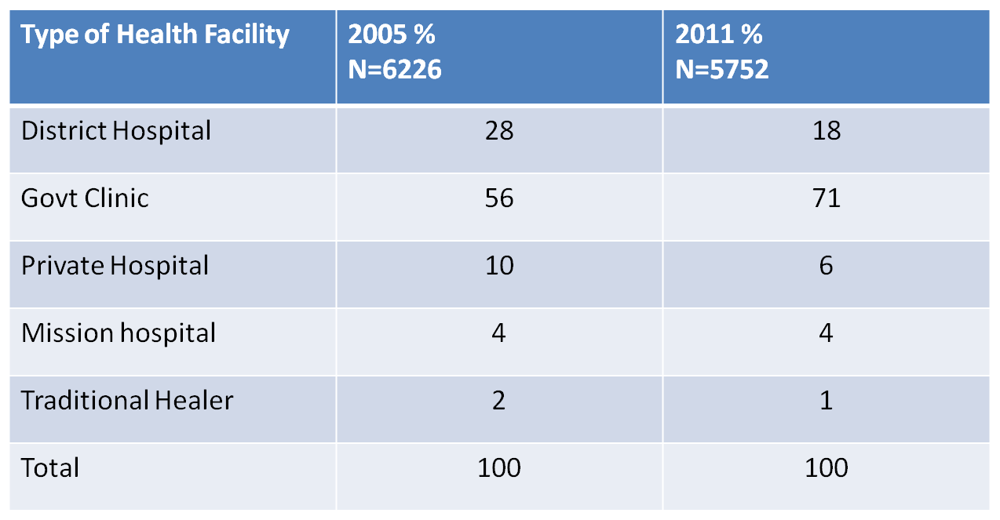 Type of Health Facility 2005 % 2011 %
N=6226 N=5752
District Hospital 28 18
Govt Clinic 56 71
Private Hospital 10 6
Mission hospital 4 4
Traditional Healer 2 1
Total 100 100